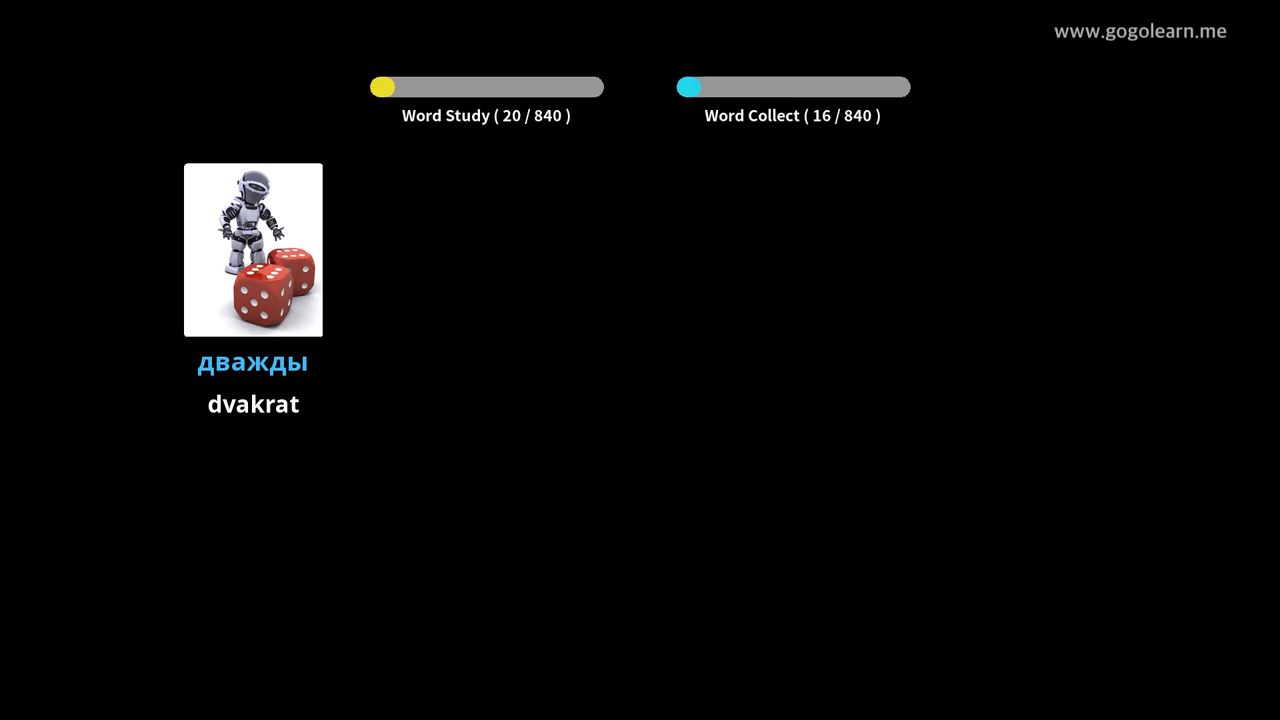 www.gogolearn.me
Word Study ( 20 / 840 )
Word Collect ( 16 / 840 )
дважды
dvakrat